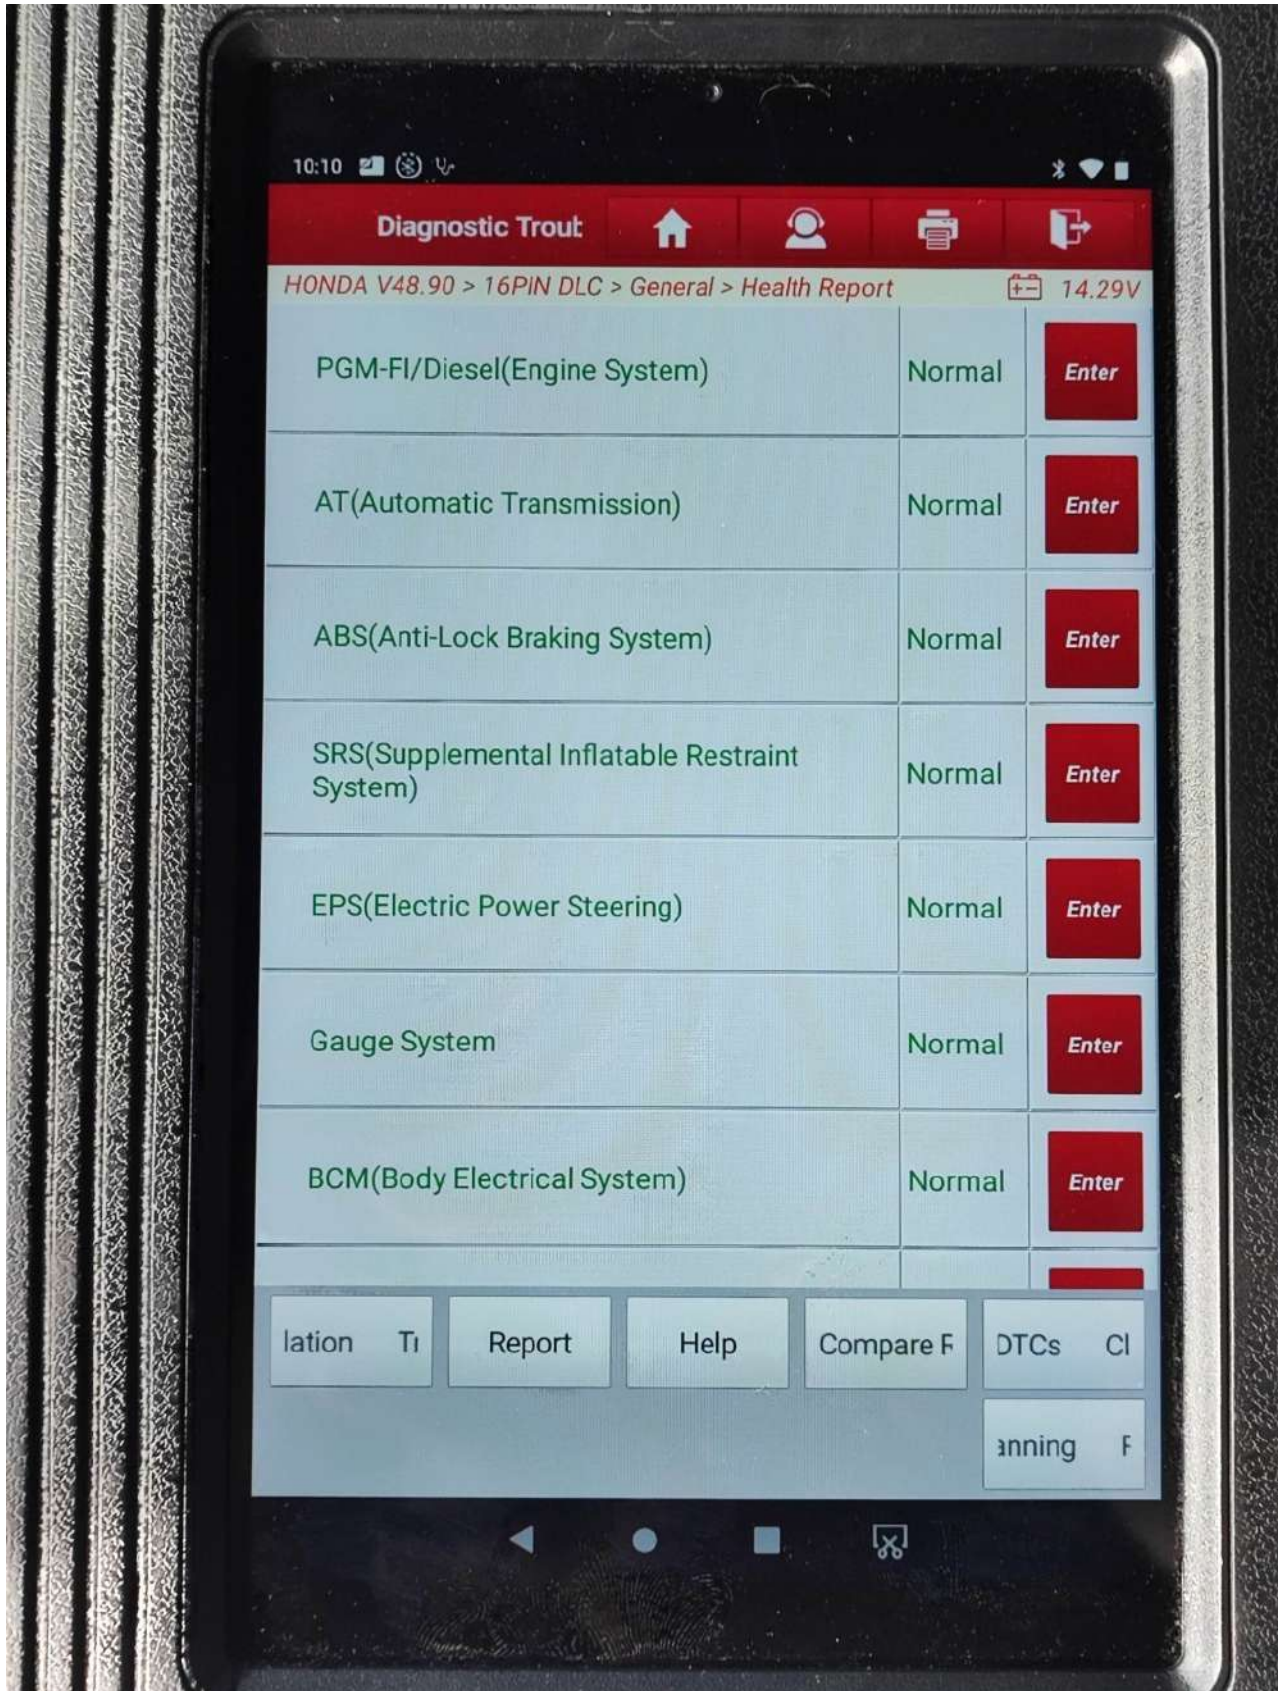 10:10
Diagnostic Trout
HONDA V48.90 > 16PIN DLC > General > Health Report 14.29V
PGM-FI/Diesel(Engine System) Normal Enter
AT(Automatic Transmission) Normal Enter
ABS(Anti-Lock Braking System) Normal Enter
SRS(Supplemental Inflatable Restraint
System) Normal Enter
EPS(Electric Power Steering) Normal Enter
Gauge System Normal Enter
BCM(Body Electrical System) Normal Enter
lation Tr Report Help Compare R DTCs Cl
anning R